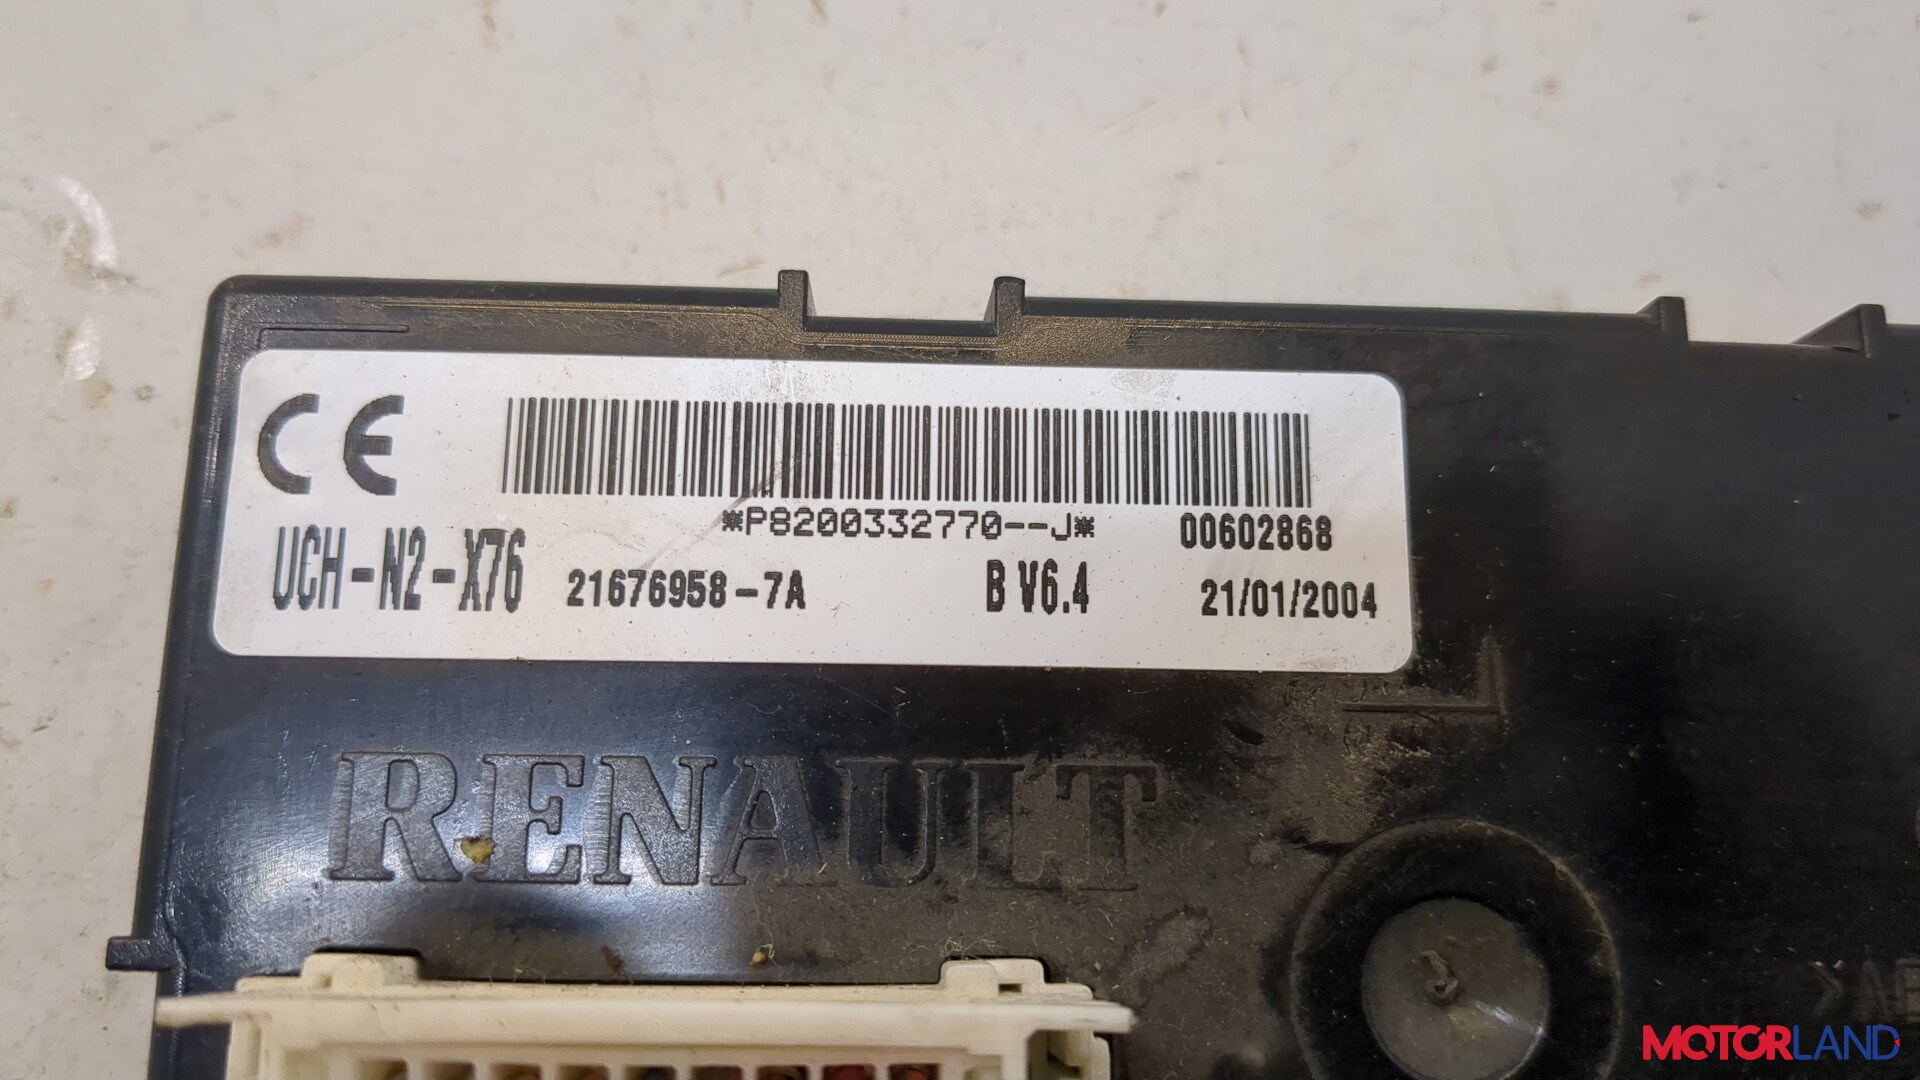 CE
*P8200332770--J* 00602868
UCH-N2-X76 21676958-7A B V6.4 21/01/2004
RENAULT
MOTORLAND